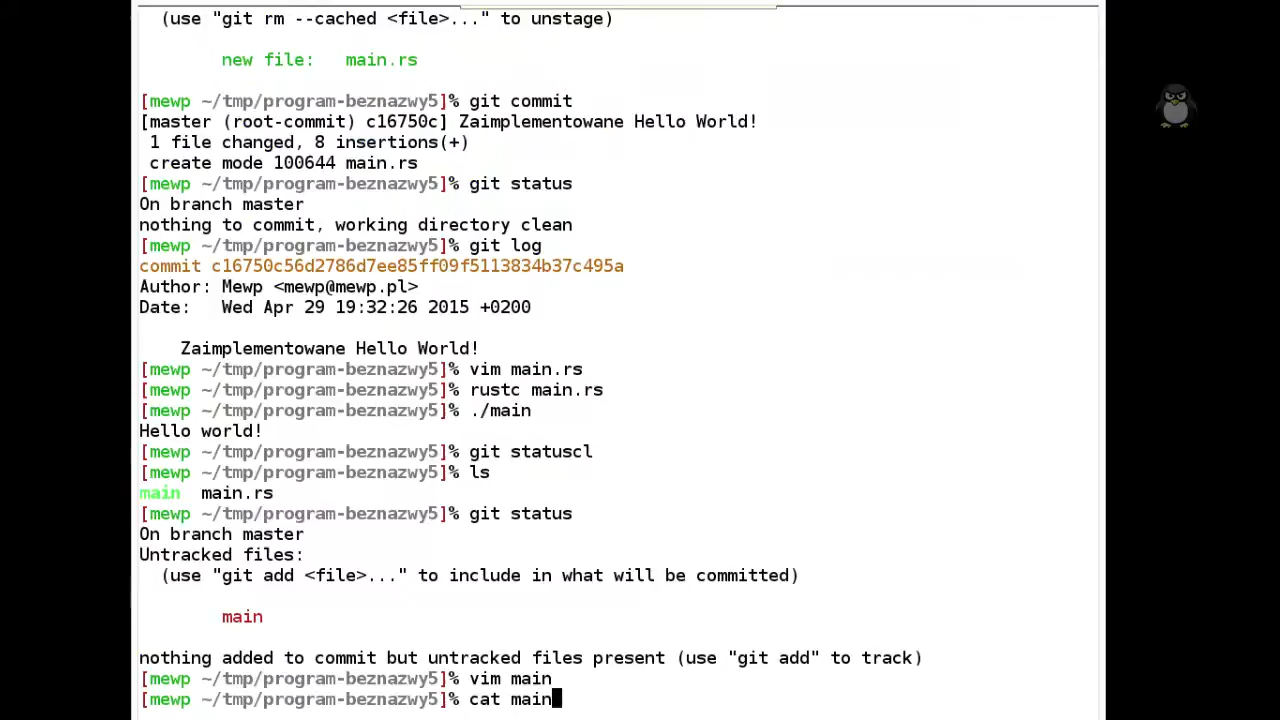 (use "git rm --cached <file>..." to unstage)
new file:   main.rs
[mewp ~/tmp/program-beznazwy5]% git commit
[master (root-commit) c16750c] Zaimplementowane Hello World!
1 file changed, 8 insertions(+)
create mode 100644 main.rs
[mewp ~/tmp/program-beznazwy5]% git status
On branch master
nothing to commit, working directory clean
[mewp ~/tmp/program-beznazwy5]% git log
commit c16750c56d2786d7ee85ff09f5113834b37c495a
Author: Mewp <mewp@mewp.pl>
Date:   Wed Apr 29 19:32:26 2015 +0200
Zaimplementowane Hello World!
[mewp ~/tmp/program-beznazwy5]% vim main.rs
[mewp ~/tmp/program-beznazwy5]% rustc main.rs
[mewp ~/tmp/program-beznazwy5]% ./main
Hello world!
[mewp ~/tmp/program-beznazwy5]% git statuscl
[mewp ~/tmp/program-beznazwy5]% ls
main  main.rs
[mewp ~/tmp/program-beznazwy5]% git status
On branch master
Untracked files:
(use "git add <file>..." to include in what will be committed)
main
nothing added to commit but untracked files present (use "git add" to track)
[mewp ~/tmp/program-beznazwy5]% vim main
[mewp ~/tmp/program-beznazwy5]% cat main